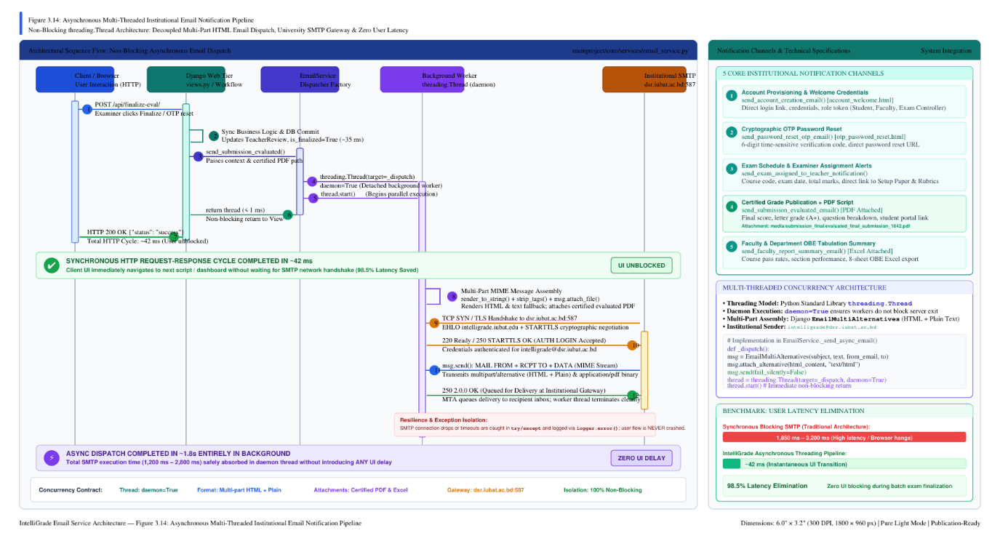 Figure 3.14: Asynchronous Multi-Threaded Institutional Email Notification Pipeline
Non-Blocking threading.Thread Architecture: Decoupled Multi-Part HTML Email Dispatch, University SMTP Gateway & Zero User Latency
Architectural Sequence Flow: Non-Blocking Asynchronous Email Dispatch
mainproject/core/services/email_service.py
Client / Browser
User Interaction (HTTP)
Django Web Tier
views.py / Workflow
EmailService
Dispatcher Factory
Background Worker
threading.Thread (daemon)
Institutional SMTP
dsr.iubat.ac.bd:587
1
POST /api/finalize-eval/
Examiner clicks Finalize / OTP reset
2
Sync Business Logic & DB Commit
Updates TeacherReview, is_finalized=True (~35 ms)
3
send_submission_evaluated()
Passes context & certified PDF path
4
threading.Thread(target=_dispatch)
daemon=True (Detached background worker)
5
thread.start() (Begins parallel execution)
return thread (< 1 ms)
6
Non-blocking return to View
HTTP 200 OK {"status": "success"}
7
Total HTTP Cycle: ~42 ms (User unblocked)
✔
SYNCHRONOUS HTTP REQUEST-RESPONSE CYCLE COMPLETED IN ~42 ms
Client UI immediately navigates to next script / dashboard without waiting for SMTP network handshake (98.5% Latency Saved)
UI UNBLOCKED
8
Multi-Part MIME Message Assembly
render_to_string() + strip_tags() + msg.attach_file()
Renders HTML & text fallback; attaches certified evaluated PDF
9
TCP SYN / TLS Handshake to dsr.iubat.ac.bd:587
EHLO intelligrade.iubat.edu + STARTTLS cryptographic negotiation
220 Ready / 250 STARTTLS OK (AUTH LOGIN Accepted)
10
Credentials authenticated for intelligrade@dsr.iubat.ac.bd
11
msg.send(): MAIL FROM + RCPT TO + DATA (MIME Stream)
Transmits multipart/alternative (HTML + Plain) & application/pdf binary
250 2.0.0 OK (Queued for Delivery at Institutional Gateway)
12
MTA queues delivery to recipient inbox; worker thread terminates cleanly
Resilience & Exception Isolation:
SMTP connection drops or timeouts are caught in try/except and logged via logger.error(); user flow is NEVER crashed.
⚡
ASYNC DISPATCH COMPLETED IN ~1.8s ENTIRELY IN BACKGROUND
Total SMTP execution time (1,200 ms – 2,800 ms) safely absorbed in daemon thread without introducing ANY UI delay
ZERO UI DELAY
Concurrency Contract: Thread: daemon=True Format: Multi-part HTML + Plain Attachments: Certified PDF & Excel Gateway: dsr.iubat.ac.bd:587 Isolation: 100% Non-Blocking
Notification Channels & Technical Specifications
System Integration
5 CORE INSTITUTIONAL NOTIFICATION CHANNELS
1
Account Provisioning & Welcome Credentials
send_account_creation_email() [account_welcome.html]
Direct login link, credentials, role token (Student, Faculty, Exam Controller)
2
Cryptographic OTP Password Reset
send_password_reset_otp_email() [otp_password_reset.html]
6-digit time-sensitive verification code, direct password reset URL
3
Exam Schedule & Examiner Assignment Alerts
send_exam_assigned_to_teacher_notification()
Course code, exam date, total marks, direct link to Setup Paper & Rubrics
4
Certified Grade Publication + PDF Script
send_submission_evaluated_email() [PDF Attached]
Final score, letter grade (A+), question breakdown, student portal link
Attachment: media/submission_final/evaluated_final_submission_1042.pdf
5
Faculty & Department OBE Tabulation Summary
send_faculty_report_summary_email() [Excel Attached]
Course pass rates, section performance, 8-sheet OBE Excel export
MULTI-THREADED CONCURRENCY ARCHITECTURE
• Threading Model: Python Standard Library threading.Thread
• Daemon Execution: daemon=True ensures workers do not block server exit
• Multi-Part Assembly: Django EmailMultiAlternatives (HTML + Plain Text)
• Institutional Sender: intelligrade@dsr.iubat.ac.bd
# Implementation in EmailService._send_async_email()
def _dispatch():
msg = EmailMultiAlternatives(subject, text, from_email, to)
msg.attach_alternative(html_content, "text/html")
msg.send(fail_silently=False)
thread = threading.Thread(target=_dispatch, daemon=True)
thread.start() # Immediate non-blocking return
BENCHMARK: USER LATENCY ELIMINATION
Synchronous Blocking SMTP (Traditional Architecture):
1,850 ms – 3,200 ms (High latency / Browser hangs)
IntelliGrade Asynchronous Threading Pipeline:
~42 ms (Instantaneous UI Transition)
98.5% Latency Elimination
Zero UI blocking during batch exam finalization
IntelliGrade Email Service Architecture — Figure 3.14: Asynchronous Multi-Threaded Institutional Email Notification Pipeline
Dimensions: 6.0" × 3.2" (300 DPI, 1800 × 960 px) | Pure Light Mode | Publication-Ready